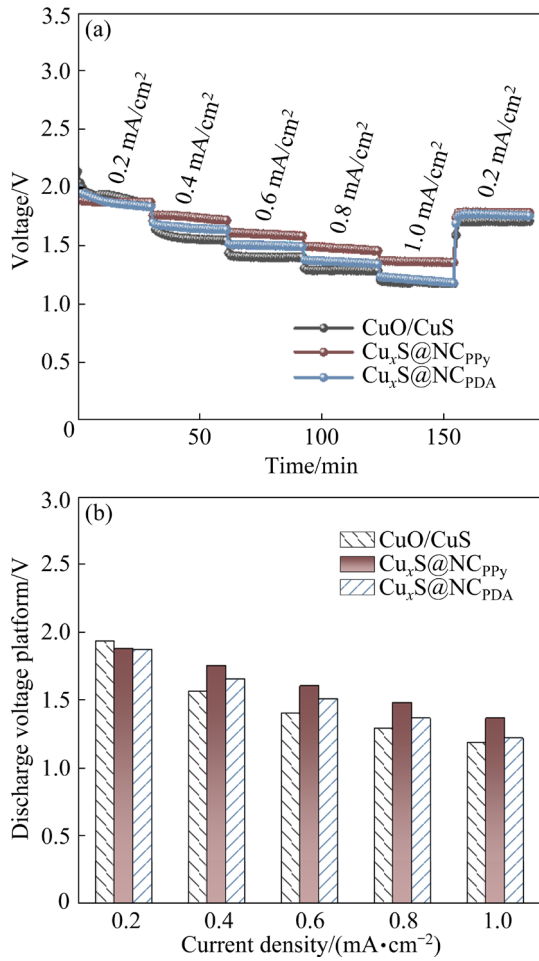 (a)
3.5
3.0
2.5
2.0
1.5
1.0
0.5
0
Voltage/V
0.2 mA/cm²
0.4 mA/cm²
0.6 mA/cm²
0.8 mA/cm²
1.0 mA/cm²
0.2 mA/cm²
CuO/CuS
CuₓS@NC_PPy
CuₓS@NC_PDA
50
100
150
Time/min
(b)
3.0
2.5
2.0
1.5
1.0
0.5
0
Discharge voltage platform/V
CuO/CuS
CuₓS@NC_PPy
CuₓS@NC_PDA
0.2
0.4
0.6
0.8
1.0
Current density/(mA·cm⁻²)